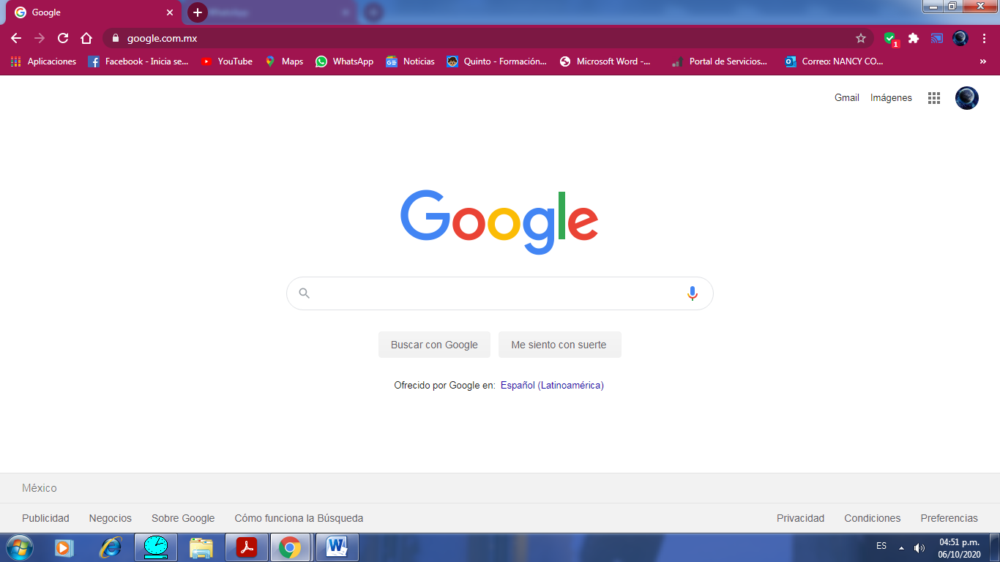 Google
WhatsApp
google.com.mx
1
Aplicaciones
Facebook - Inicia se...
YouTube
Maps
WhatsApp
Noticias
Quinto - Formación...
Microsoft Word -...
Portal de Servicios...
Correo: NANCY CO...
»
Gmail
Imágenes
Google
Buscar con Google
Me siento con suerte
Ofrecido por Google en: Español (Latinoamérica)
México
Publicidad
Negocios
Sobre Google
Cómo funciona la Búsqueda
Privacidad
Condiciones
Preferencias
ES
04:51 p.m.
06/10/2020